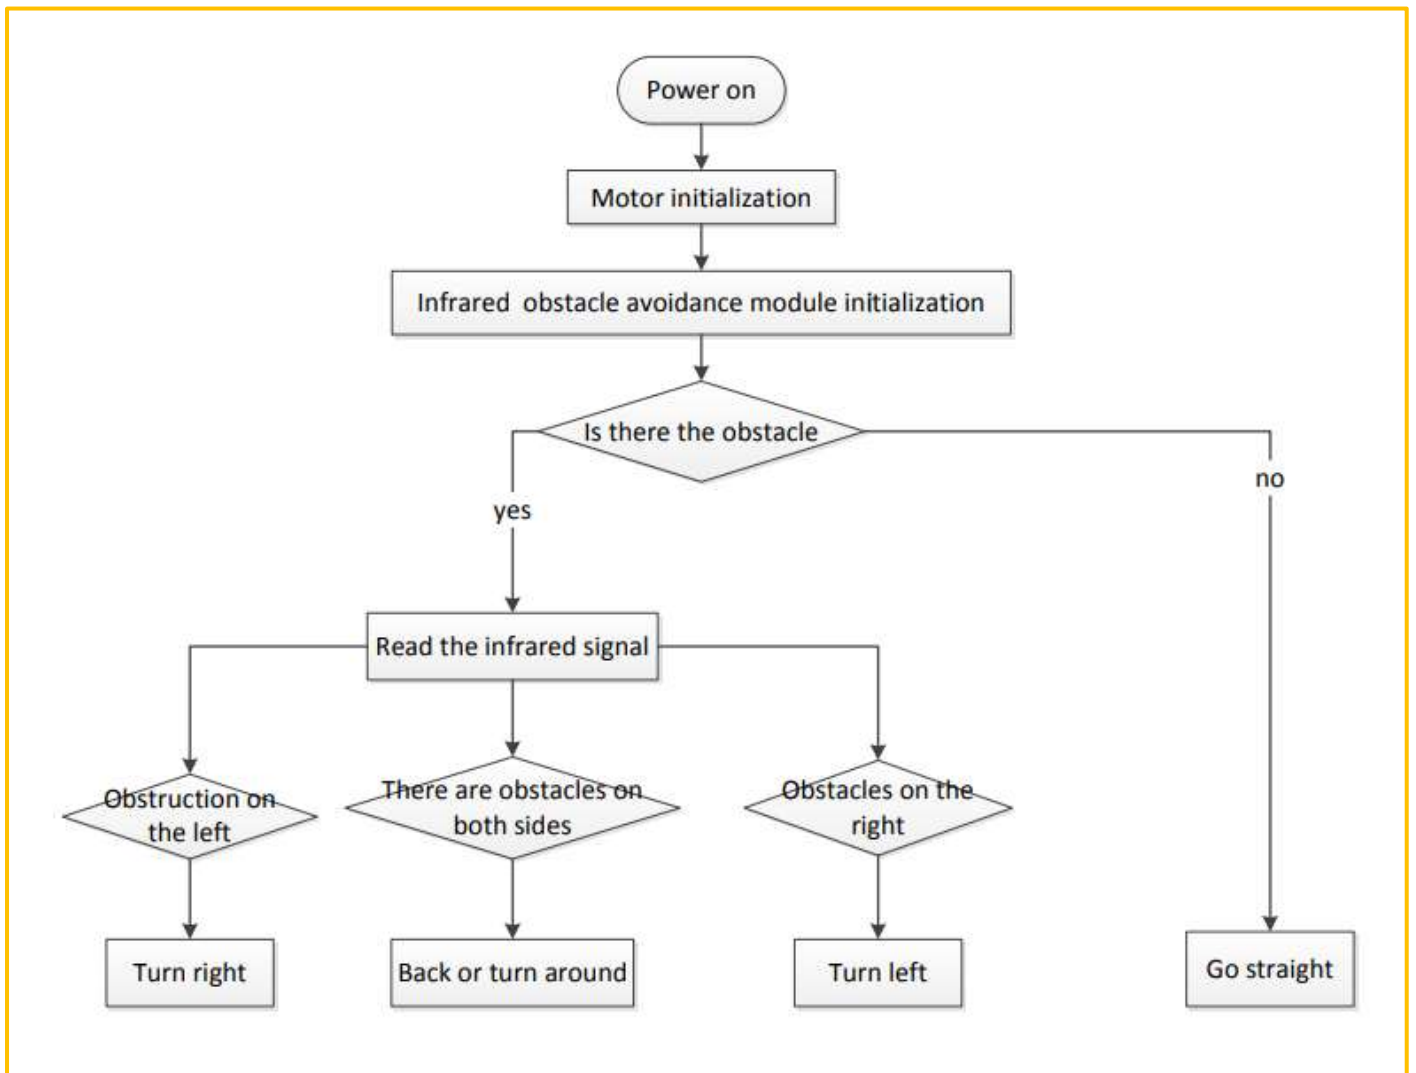 Power on
Motor initialization
Infrared  obstacle avoidance module initialization
Is there the obstacle
no
yes
Read the infrared signal
Obstruction on
the left
There are obstacles on
both sides
Obstacles on the
right
Turn right
Back or turn around
Turn left
Go straight